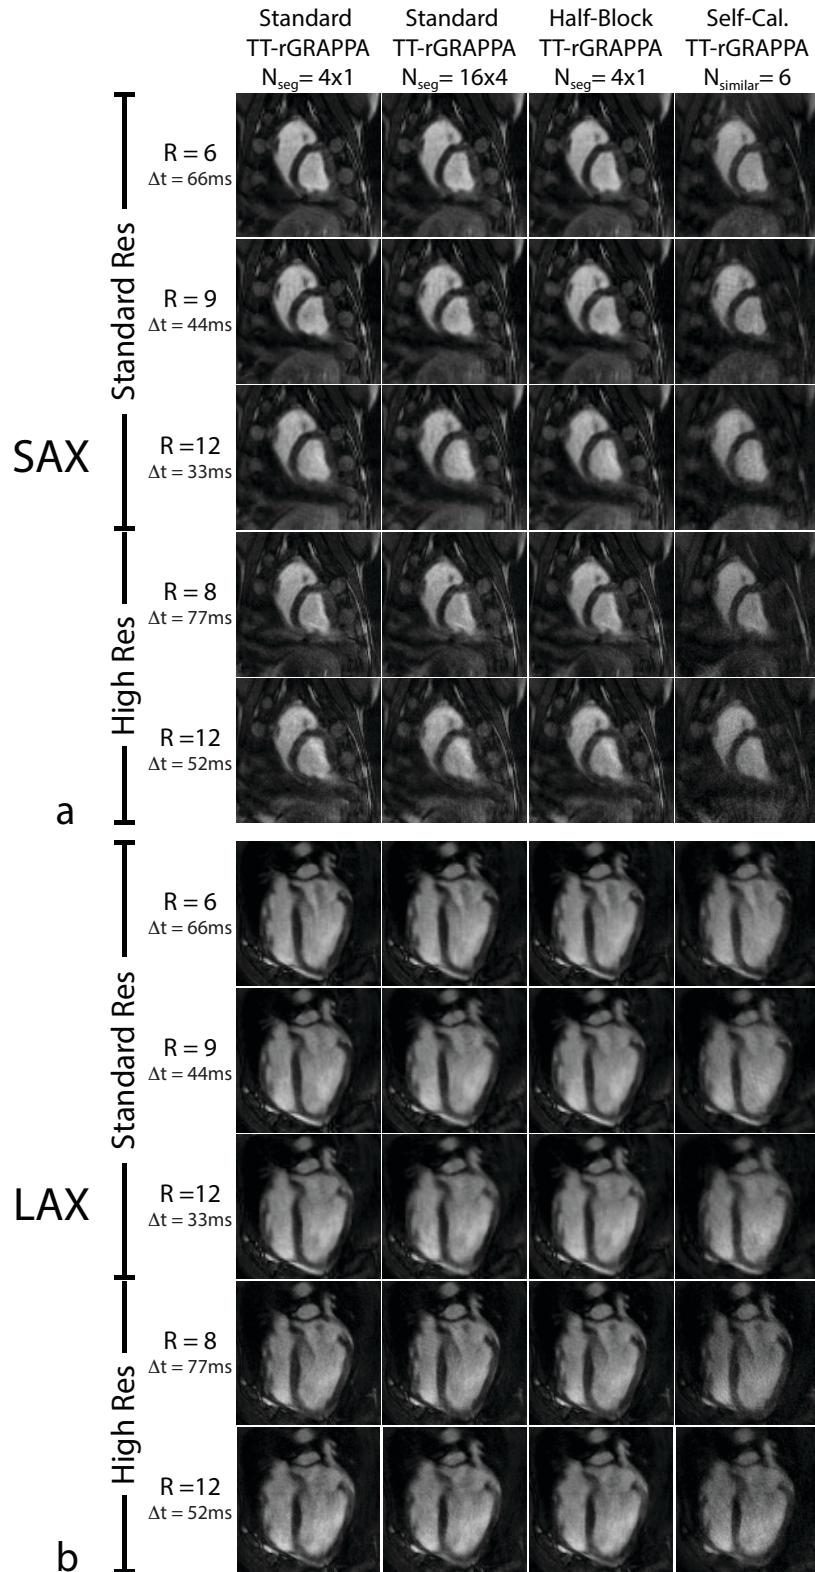 Standard
TT-rGRAPPA
Nseg= 4x1
Standard
TT-rGRAPPA
Nseg= 16x4
Half-Block
TT-rGRAPPA
Nseg= 4x1
Self-Cal.
TT-rGRAPPA
Nsimilar= 6
SAX
Standard Res
R = 6
Δt = 66ms
R = 9
Δt = 44ms
R =12
Δt = 33ms
High Res
R = 8
Δt = 77ms
R =12
Δt = 52ms
a
LAX
Standard Res
R = 6
Δt = 66ms
R = 9
Δt = 44ms
R =12
Δt = 33ms
High Res
R = 8
Δt = 77ms
R =12
Δt = 52ms
b